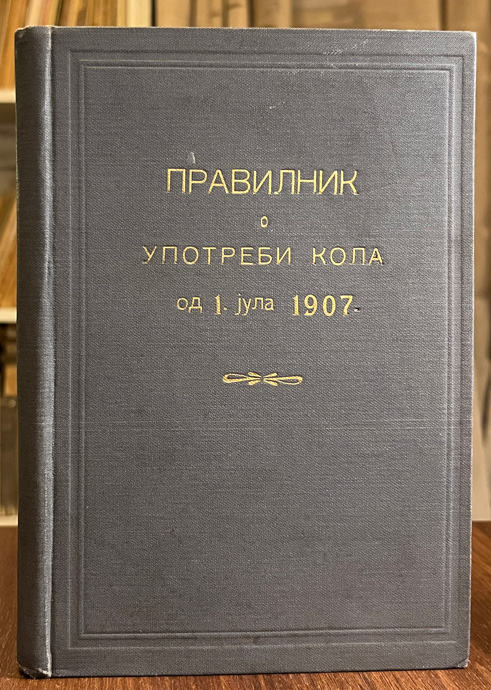 ПРАВИЛНИК
о
УПОТРЕБИ КОЛА
од 1. јула 1907.